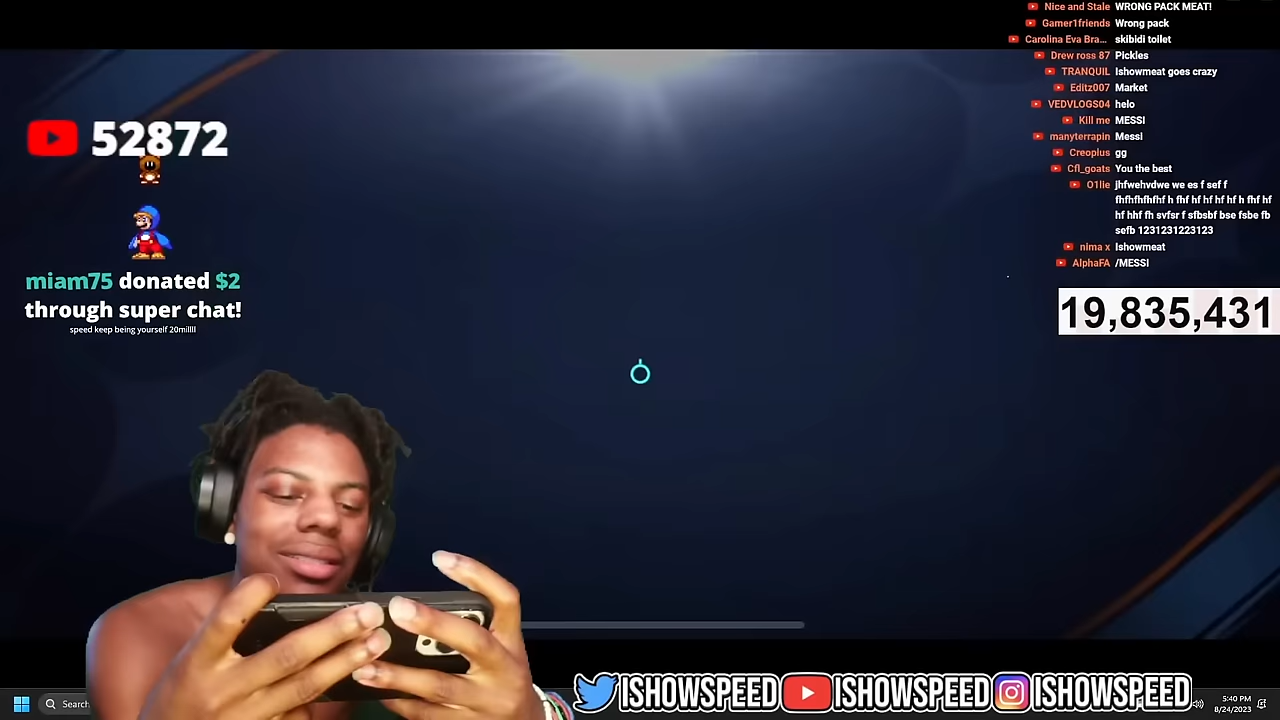 52872
miam75 donated $2
through super chat!
speed keep being yourself 20millll
Nice and Stale WRONG PACK MEAT!
Gamer1friends Wrong pack
Carolina Eva Bra... skibidi toilet
Drew ross 87 Pickles
TRANQUIL Ishowmeat goes crazy
Editz007 Market
VEDVLOGS04 helo
Kill me MESSI
manyterrapin Messi
Creoplus gg
Cfl_goats You the best
O1lie jhfwehvdwe we es f sef f
fhfhfhfhfhf h fhf hf hf hf hf h fhf hf
hf hhf fh svfsr f sfbsbf bse fsbe fb
sefb 1231231223123
nima x Ishowmeat
AlphaFA /MESSI
19,835,431
ISHOWSPEED ISHOWSPEED ISHOWSPEED
Search
5:40 PM
8/24/2023